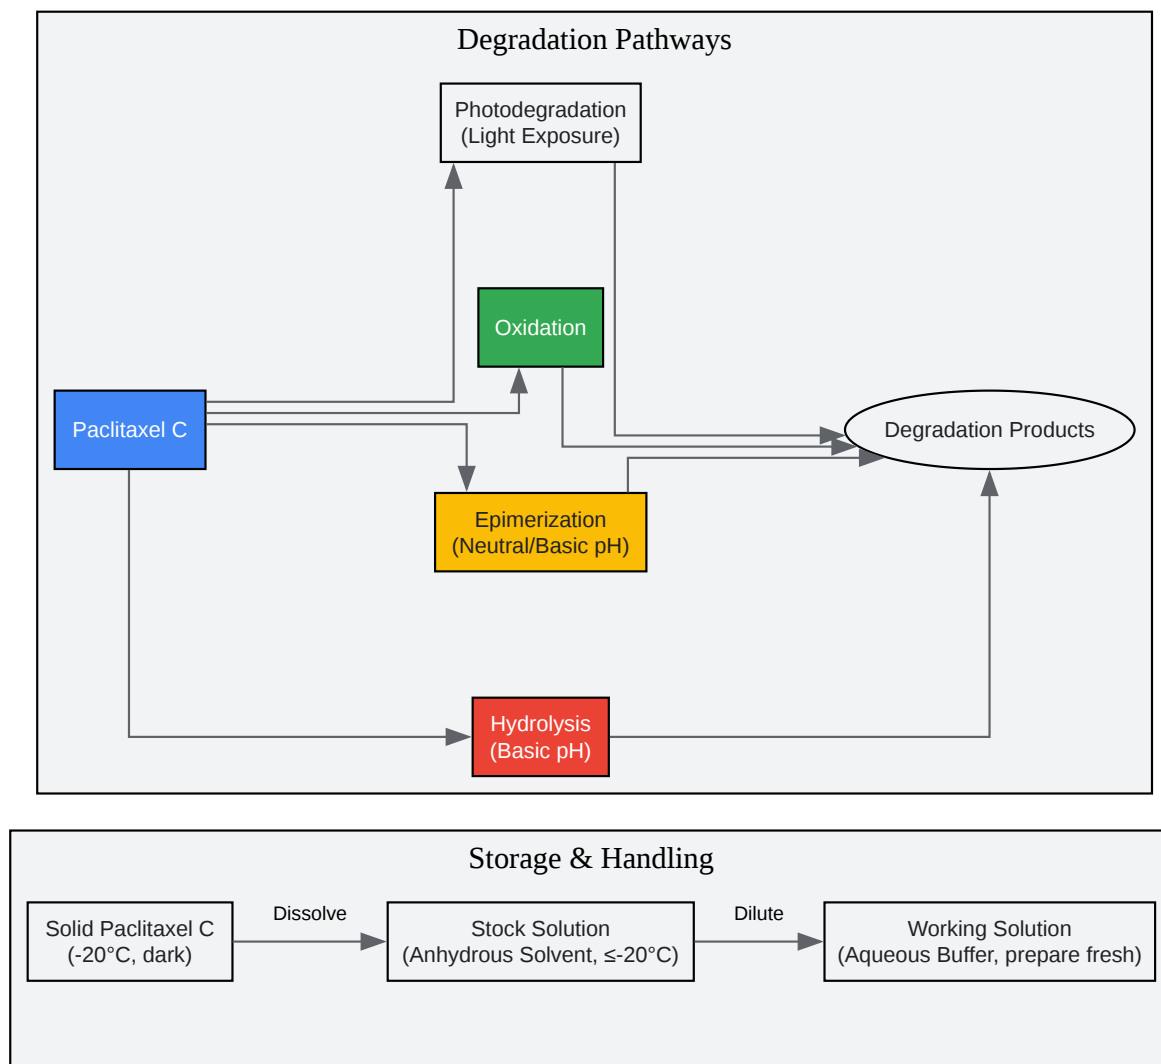 Degradation Pathways
Photodegradation
(Light Exposure)
Oxidation
Paclitaxel C
Degradation Products
Epimerization
(Neutral/Basic pH)
Hydrolysis
(Basic pH)
Storage & Handling
Solid Paclitaxel C
(-20°C, dark)
Dissolve
Stock Solution
(Anhydrous Solvent, ≤-20°C)
Dilute
Working Solution
(Aqueous Buffer, prepare fresh)